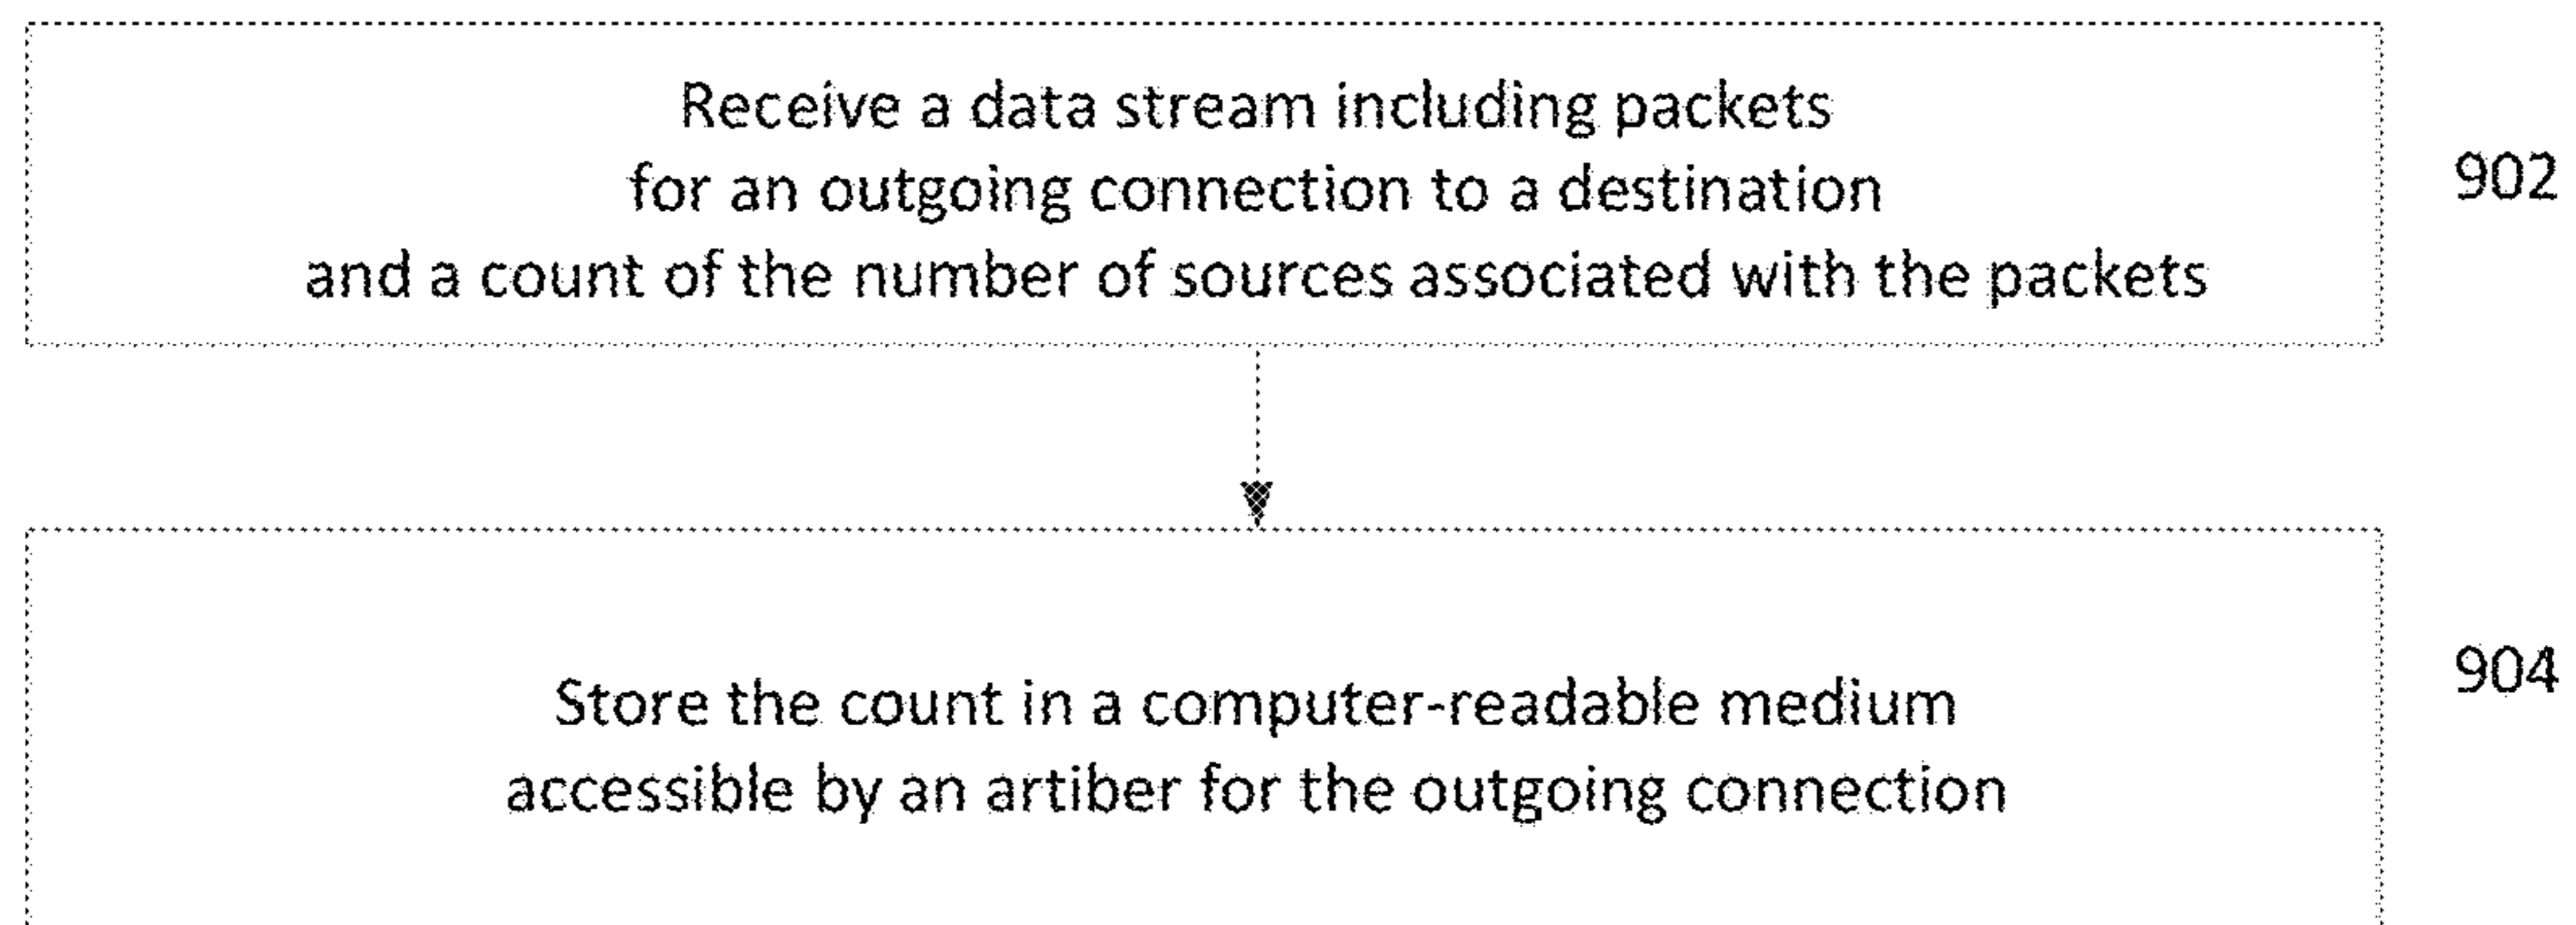 Receive a data stream including packets
for an outgoing connection to a destination
and a count of the number of sources associated with the packets
902
Store the count in a computer-readable medium
accessible by an artiber for the outgoing connection
904